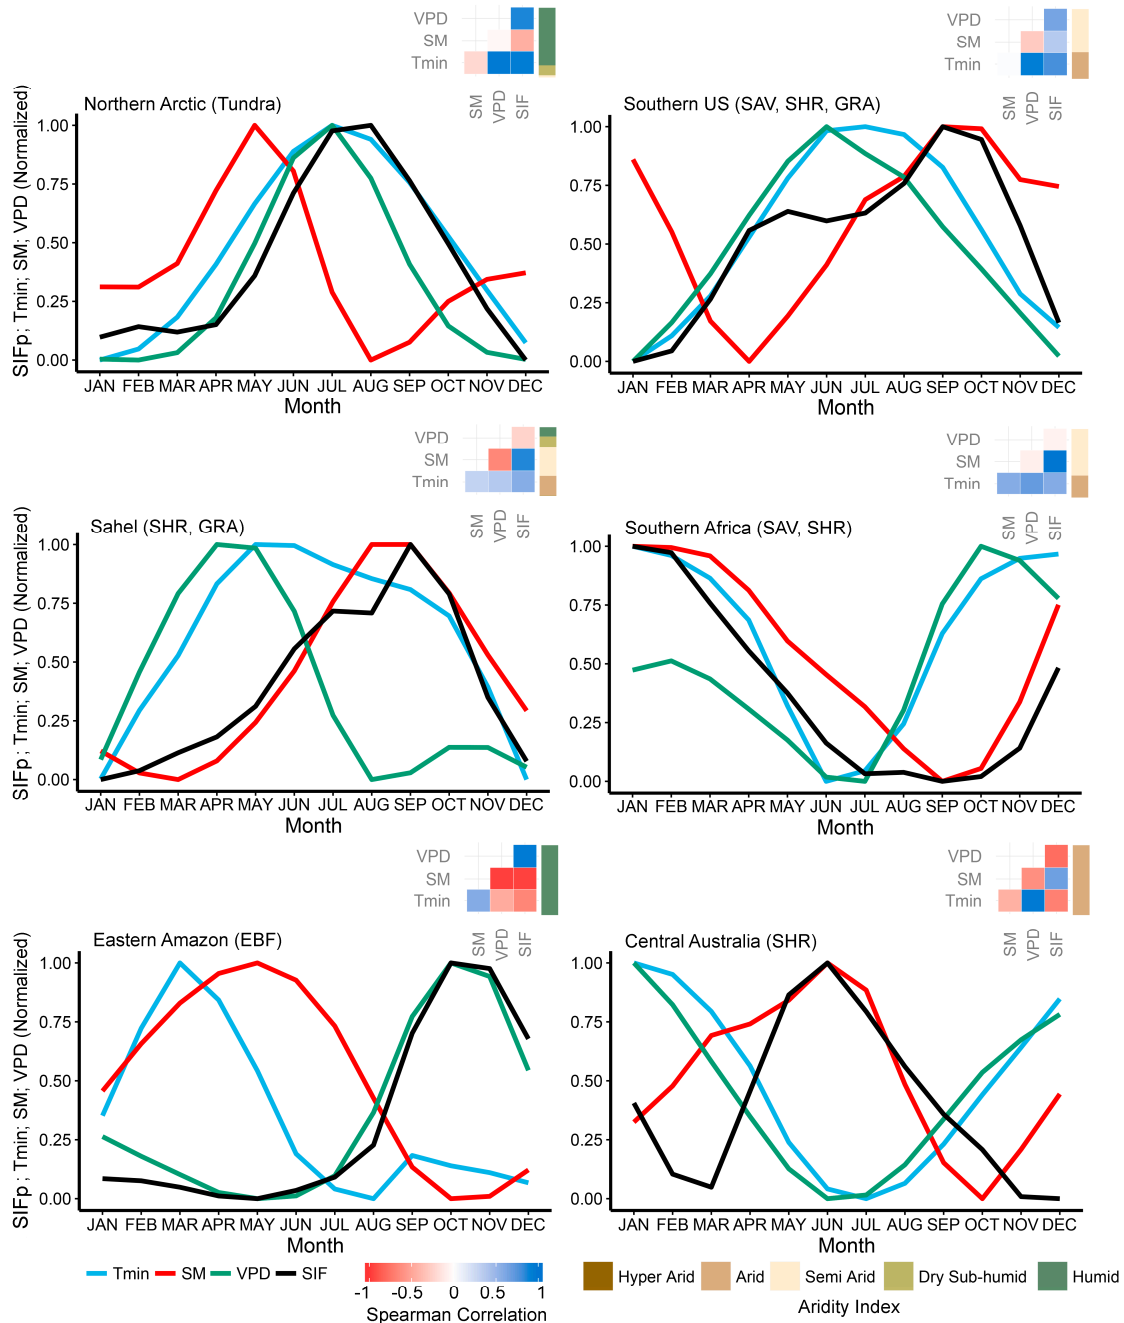 VPD
SM
Tmin
SM
VPD
SIF
Northern Arctic (Tundra)
SIFp; Tmin; SM; VPD (Normalized)
1.00
0.75
0.50
0.25
0.00
JAN FEB MAR APR MAY JUN JUL AUG SEP OCT NOV DEC
Month
VPD
SM
Tmin
SM
VPD
SIF
Southern US (SAV, SHR, GRA)
1.00
0.75
0.50
0.25
0.00
JAN FEB MAR APR MAY JUN JUL AUG SEP OCT NOV DEC
Month
VPD
SM
Tmin
SM
VPD
SIF
Sahel (SHR, GRA)
SIFp; Tmin; SM; VPD (Normalized)
1.00
0.75
0.50
0.25
0.00
JAN FEB MAR APR MAY JUN JUL AUG SEP OCT NOV DEC
Month
VPD
SM
Tmin
SM
VPD
SIF
Southern Africa (SAV, SHR)
1.00
0.75
0.50
0.25
0.00
JAN FEB MAR APR MAY JUN JUL AUG SEP OCT NOV DEC
Month
VPD
SM
Tmin
SM
VPD
SIF
Eastern Amazon (EBF)
SIFp; Tmin; SM; VPD (Normalized)
1.00
0.75
0.50
0.25
0.00
JAN FEB MAR APR MAY JUN JUL AUG SEP OCT NOV DEC
Month
VPD
SM
Tmin
SM
VPD
SIF
Central Australia (SHR)
1.00
0.75
0.50
0.25
0.00
JAN FEB MAR APR MAY JUN JUL AUG SEP OCT NOV DEC
Month
Tmin SM VPD SIF
-1 -0.5 0 0.5 1
Spearman Correlation
Hyper Arid Arid Semi Arid Dry Sub-humid Humid
Aridity Index